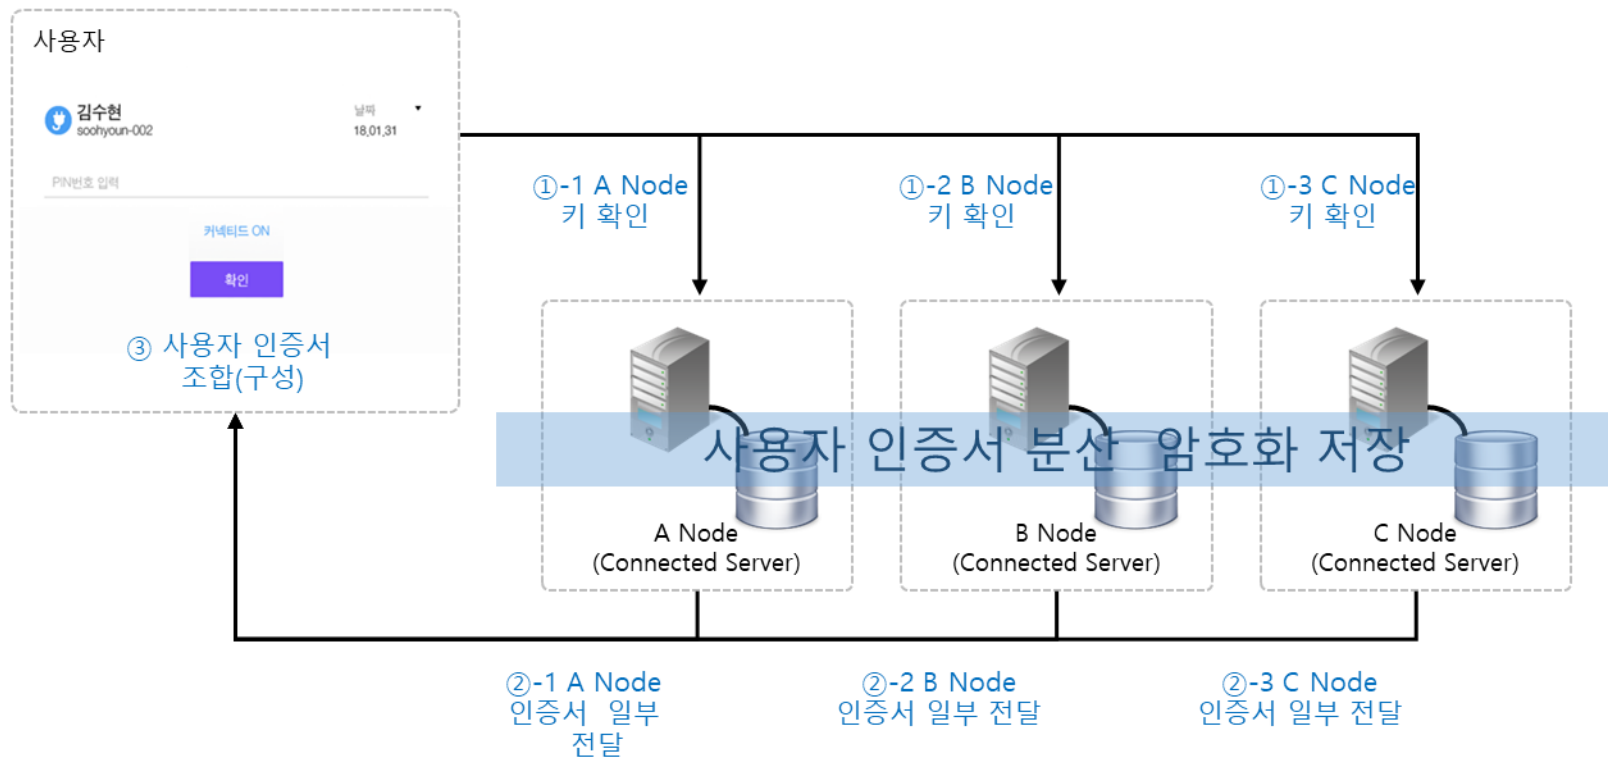 사용자
김수현
soohyoun-002
날짜
18.01.31
PIN번호 입력
커넥티드 ON
확인
③ 사용자 인증서
조합(구성)
①-1 A Node
키 확인
①-2 B Node
키 확인
①-3 C Node
키 확인
사용자 인증서 분산 암호화 저장
A Node
(Connected Server)
B Node
(Connected Server)
C Node
(Connected Server)
②-1 A Node
인증서 일부
전달
②-2 B Node
인증서 일부 전달
②-3 C Node
인증서 일부 전달